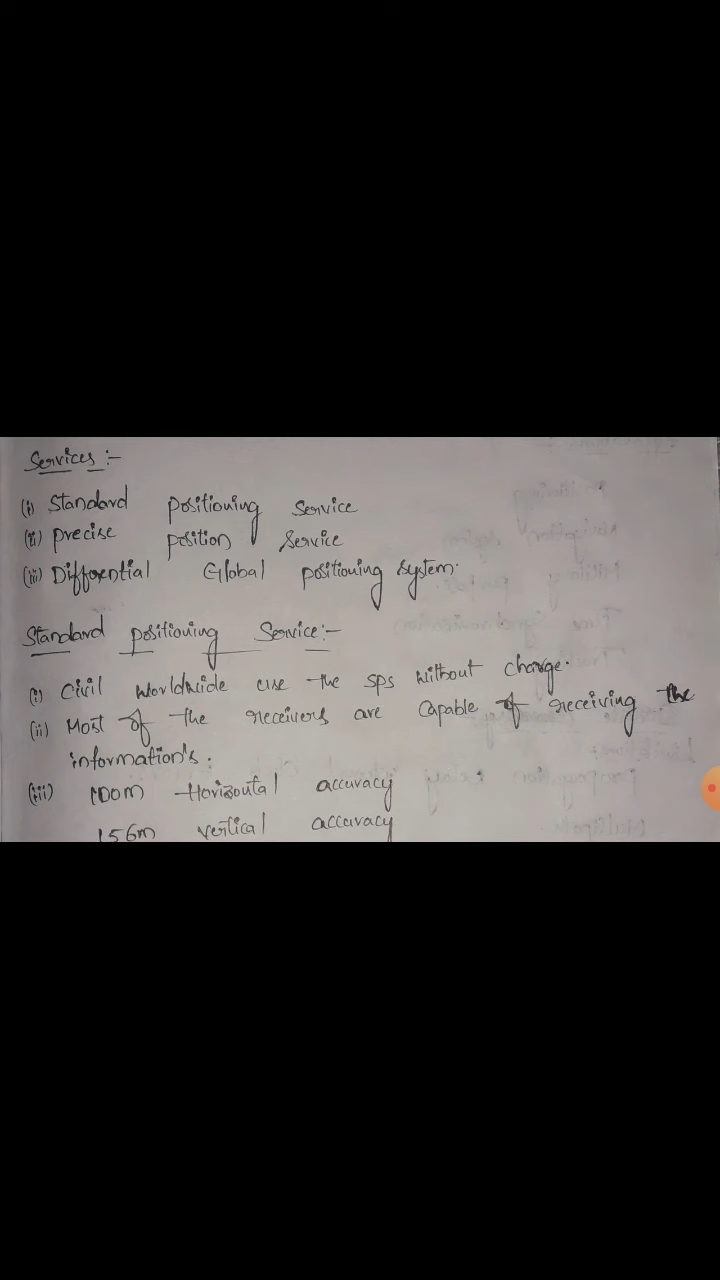 Services :-
(i) Standard positioning Service
(ii) precise position Service
(iii) Differential Global positioning System.
Standard positioning Service :-
(i) Civil worldwide use the SPS without charge.
(ii) Most of the receivers are capable of receiving the
information's.
(iii) 100m Horizontal accuracy
156m vertical accuracy